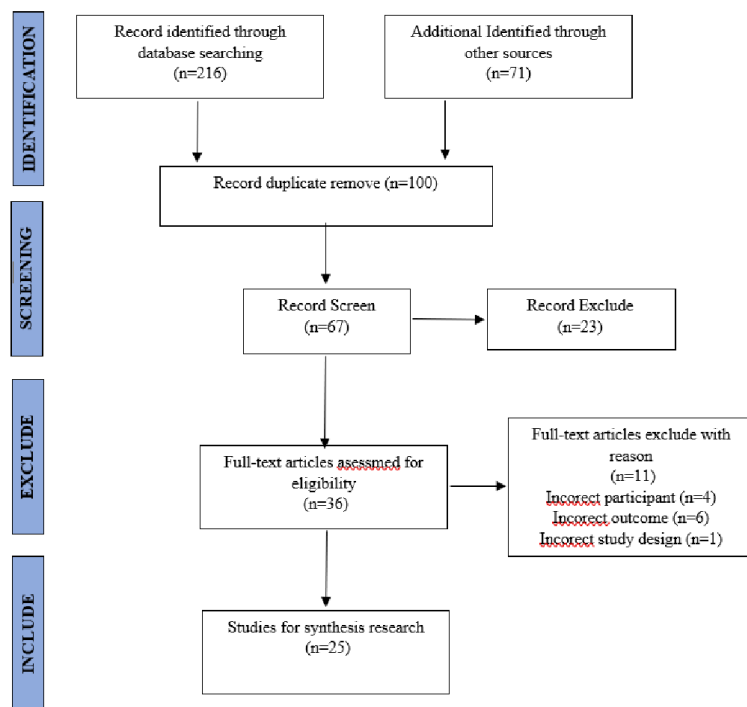 IDENTIFICATION
Record identified through
database searching
(n=216)
Additional Identified through
other sources
(n=71)
Record duplicate remove (n=100)
SCREENING
Record Screen
(n=67)
Record Exclude
(n=23)
EXCLUDE
Full-text articles asessmed for
eligibility
(n=36)
Full-text articles exclude with
reason
(n=11)
Incorect participant (n=4)
Incorect outcome (n=6)
Incorect study design (n=1)
INCLUDE
Studies for synthesis research
(n=25)